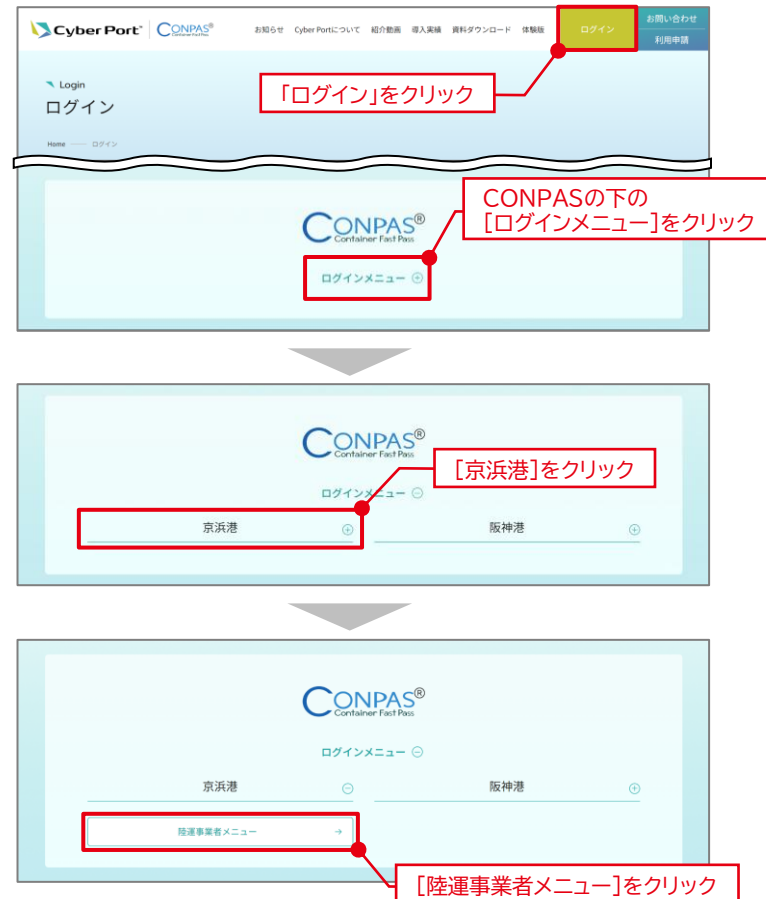 Cyber Port CONPAS® Container Fast Pass お知らせ Cyber Portについて 紹介動画 導入実績 資料ダウンロード 体験版 ログイン お問い合わせ
利用申請
Login
ログイン
「ログイン」をクリック
Home ログイン
CONPASの下の
[ログインメニュー]をクリック
CONPAS®
Container Fast Pass
ログインメニュー
CONPAS®
Container Fast Pass
[京浜港]をクリック
ログインメニュー
京浜港 阪神港
CONPAS®
Container Fast Pass
ログインメニュー
京浜港 阪神港
陸運事業者メニュー →
[陸運事業者メニュー]をクリック